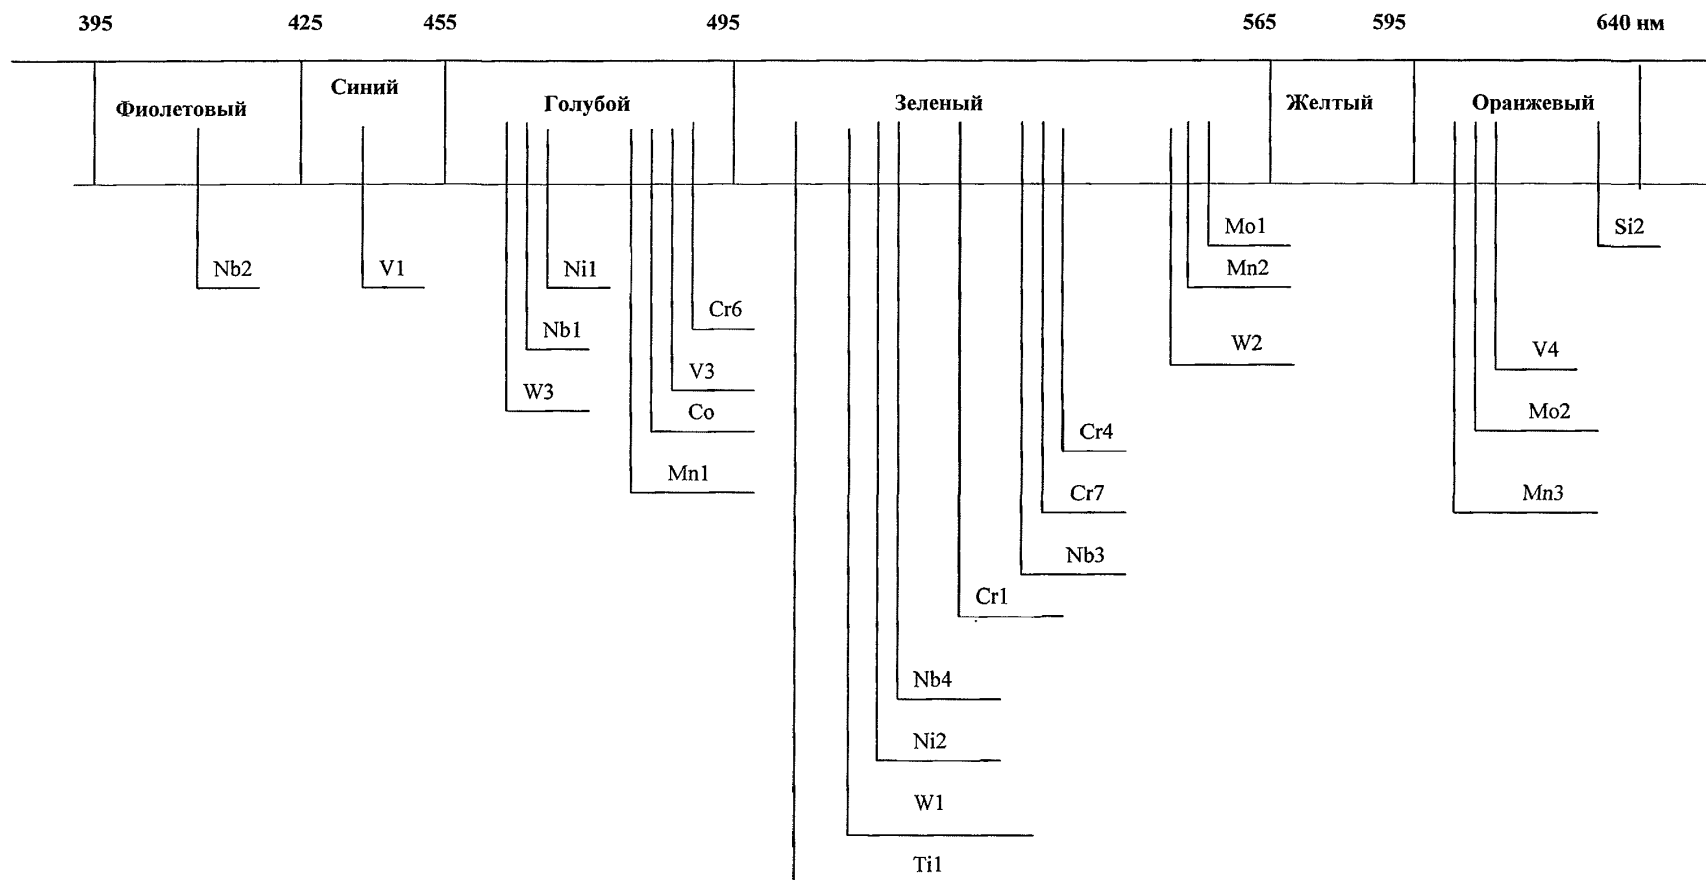 395 425 455 495 565 595 640 нм
Фиолетовый Синий Голубой Зеленый Желтый Оранжевый
Mo1 Si2
Nb2 V1 Ni1 Mn2
Cr6
Nb1 W2 V4
V3
W3 Co Mo2
Cr4
Mn1 Cr7 Mn3
Nb3
Cr1
Nb4
Ni2
W1
Ti1